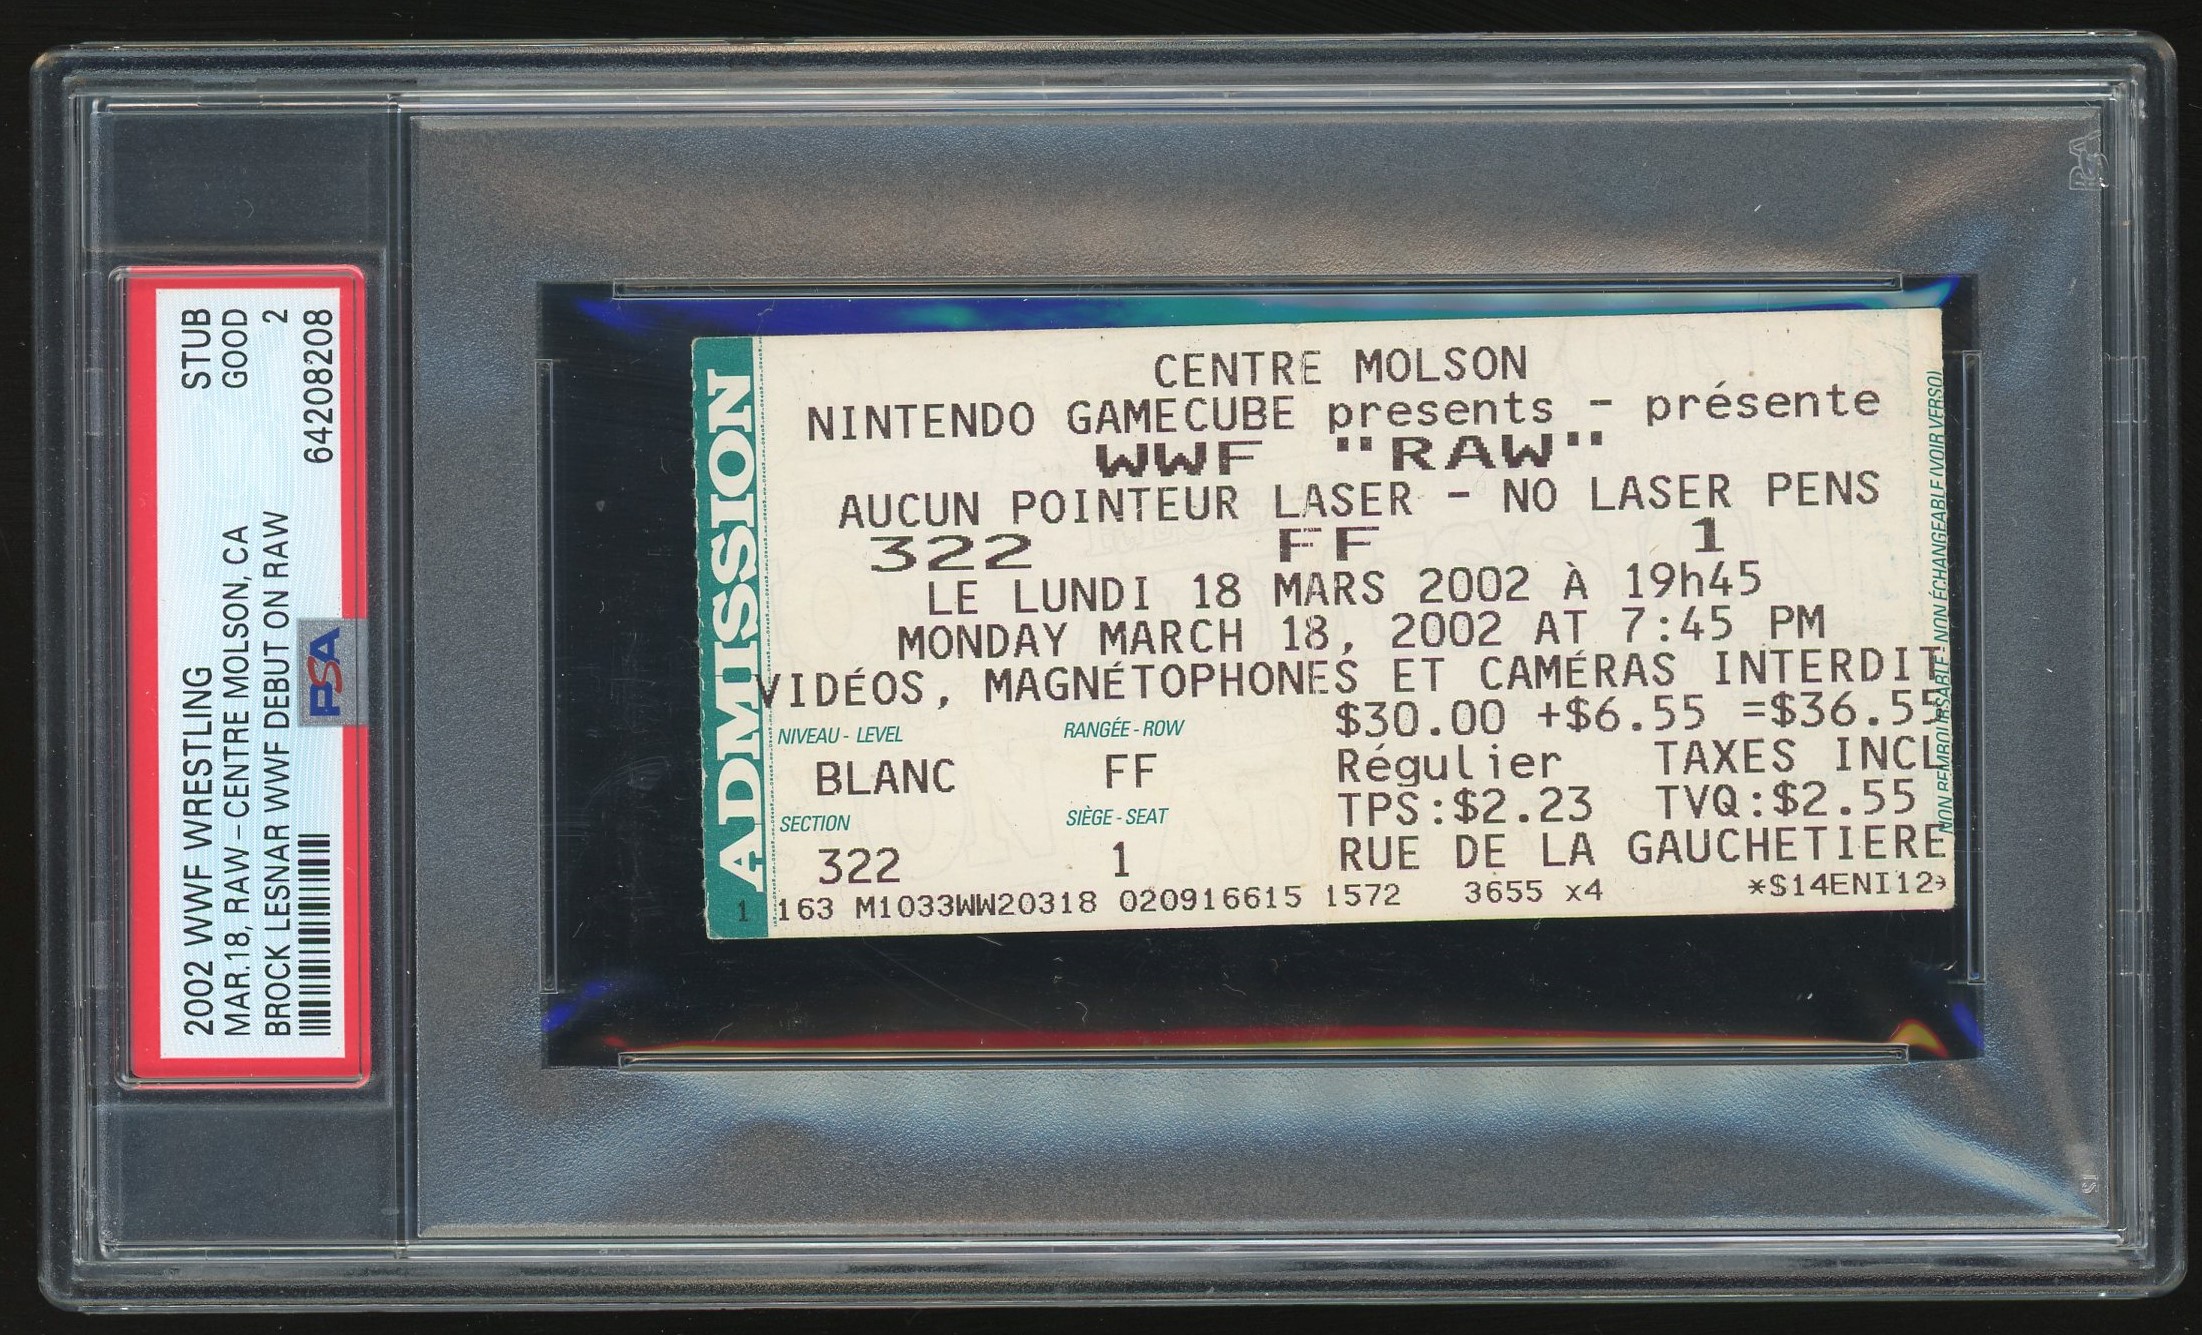 2002 WWF WRESTLING STUB
MAR.18, RAW-CENTRE MOLSON, CA GOOD
BROCK LESNAR WWF DEBUT ON RAW 2
64208208
PSA
ADMISSION
1
CENTRE MOLSON
NINTENDO GAMECUBE presents - présente
WWF "RAW"
AUCUN POINTEUR LASER - NO LASER PENS
322 FF 1
LE LUNDI 18 MARS 2002 À 19h45
MONDAY MARCH 18, 2002 AT 7:45 PM
VIDÉOS, MAGNÉTOPHONES ET CAMÉRAS INTERDIT
$30.00 +$6.55 =$36.55
NIVEAU - LEVEL RANGÉE - ROW
BLANC FF
Régulier TAXES INCL
SECTION SIÈGE - SEAT
TPS:$2.23 TVQ:$2.55
322 1
RUE DE LA GAUCHETIERE
163 M1033WW20318 020916615 1572 3655 x4 *S14ENI12
NON REMBOURSABLE - NON ÉCHANGEABLE (VOIR VERSO)